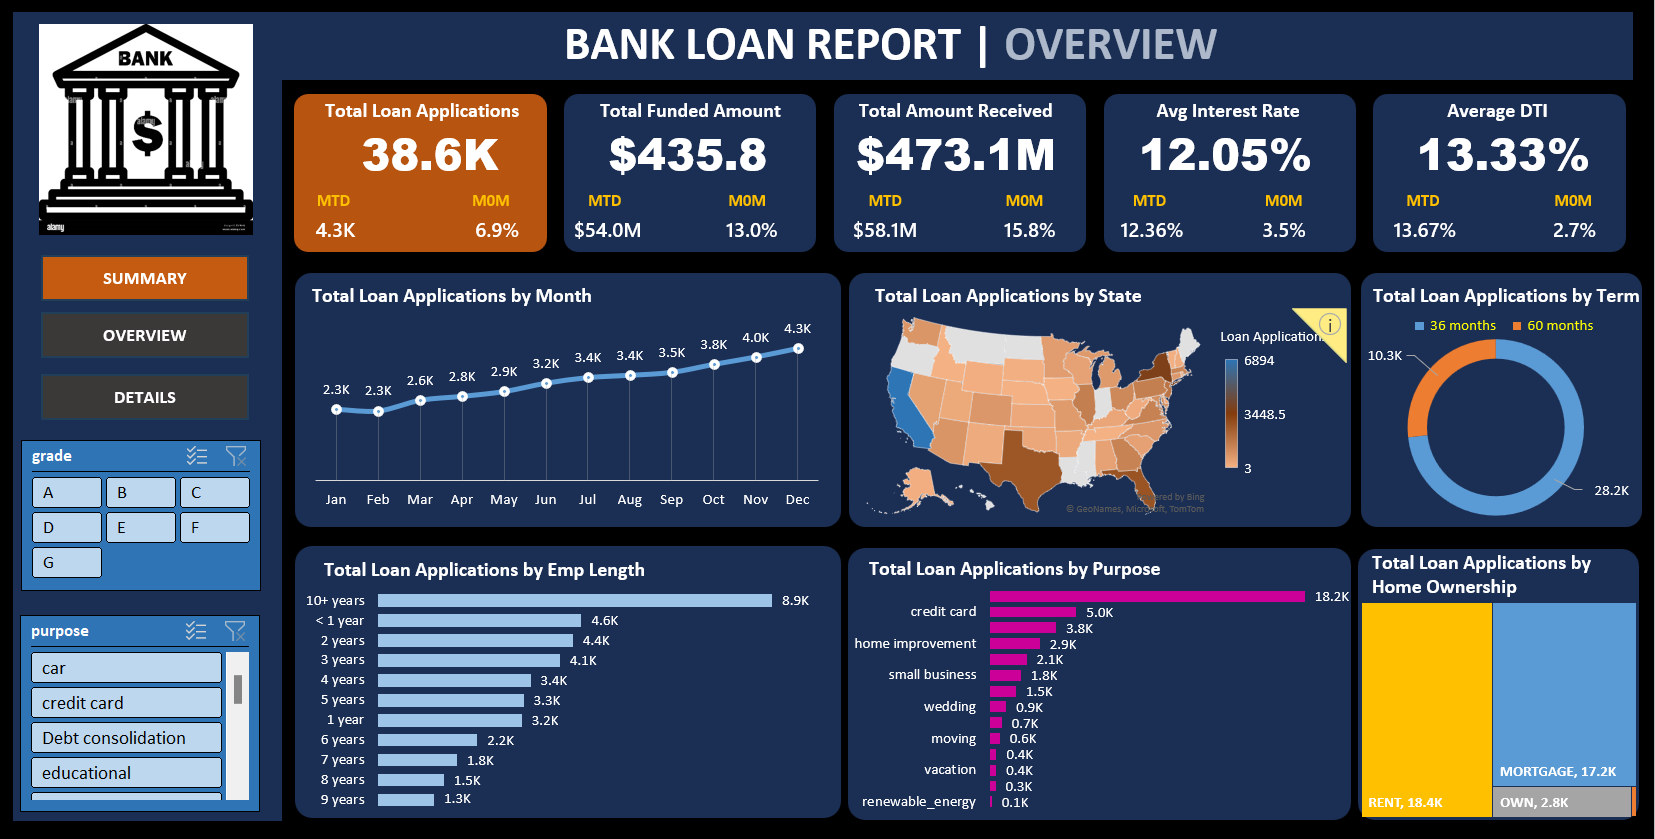 BANK
$
alamy
alamy
alamy
alamy
alamy
BANK LOAN REPORT | OVERVIEW
Total Loan Applications
38.6K
MTD
M0M
4.3K
6.9%
Total Funded Amount
$435.8
MTD
M0M
$54.0M
13.0%
Total Amount Received
$473.1M
MTD
M0M
$58.1M
15.8%
Avg Interest Rate
12.05%
MTD
M0M
12.36%
3.5%
Average DTI
13.33%
MTD
M0M
13.67%
2.7%
SUMMARY
OVERVIEW
DETAILS
grade
A
B
C
D
E
F
G
purpose
car
credit card
Debt consolidation
educational
Total Loan Applications by Month
2.3K
2.3K
2.6K
2.8K
2.9K
3.2K
3.4K
3.4K
3.5K
3.8K
4.0K
4.3K
Jan
Feb
Mar
Apr
May
Jun
Jul
Aug
Sep
Oct
Nov
Dec
Total Loan Applications by State
Loan Application
6894
3448.5
3
Powered by Bing
© GeoNames, Microsoft, TomTom
Total Loan Applications by Term
36 months
60 months
10.3K
28.2K
Total Loan Applications by Emp Length
10+ years 8.9K
< 1 year 4.6K
2 years 4.4K
3 years 4.1K
4 years 3.4K
5 years 3.3K
1 year 3.2K
6 years 2.2K
7 years 1.8K
8 years 1.5K
9 years 1.3K
Total Loan Applications by Purpose
18.2K
credit card 5.0K
3.8K
home improvement 2.9K
2.1K
small business 1.8K
1.5K
wedding 0.9K
0.7K
moving 0.6K
0.4K
vacation 0.4K
0.3K
renewable_energy 0.1K
Total Loan Applications by
Home Ownership
MORTGAGE, 17.2K
RENT, 18.4K
OWN, 2.8K